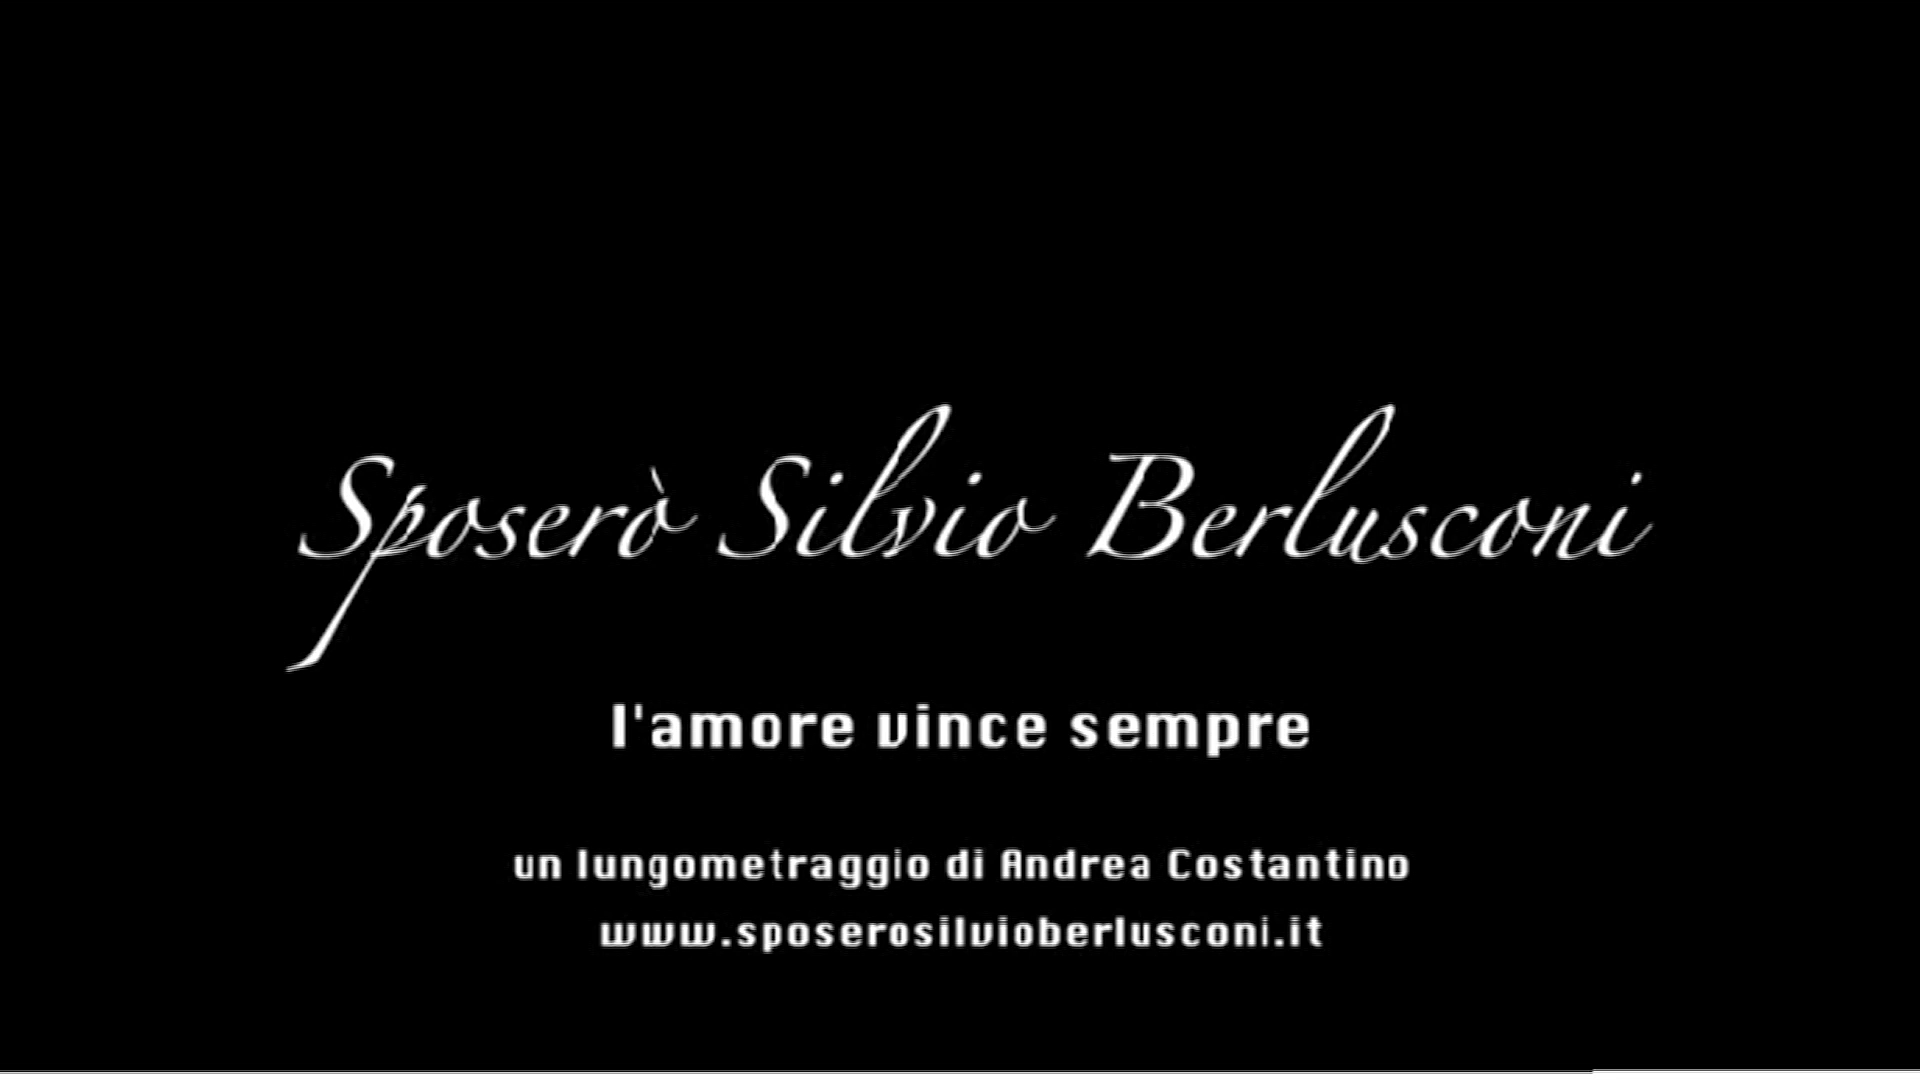 Sposerò Silvio Berlusconi
l'amore vince sempre
un lungometraggio di Andrea Costantino
www.sposerosilvioberlusconi.it